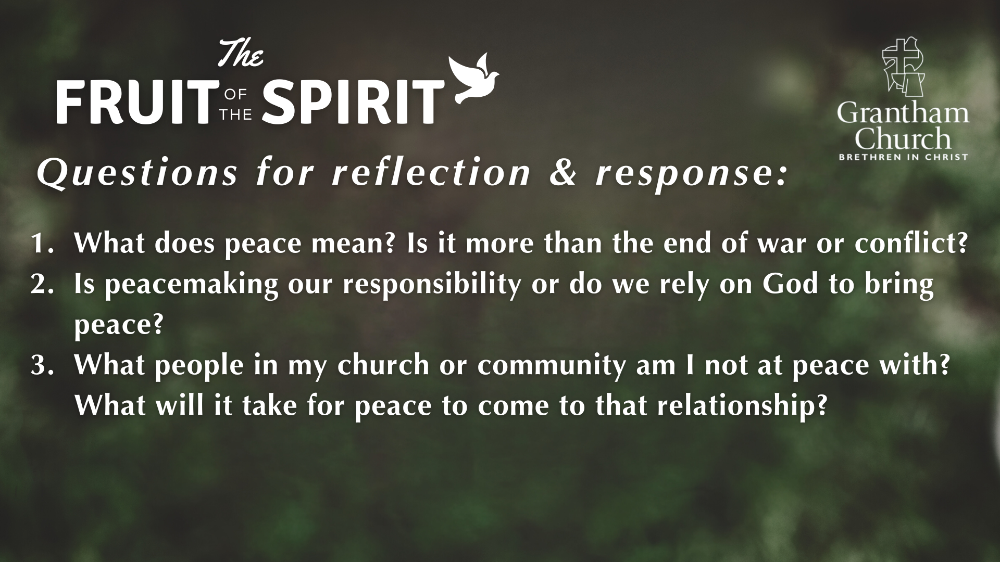 The
FRUIT OF THE SPIRIT
Grantham
Church
BRETHREN IN CHRIST
Questions for reflection & response:
1. What does peace mean? Is it more than the end of war or conflict?
2. Is peacemaking our responsibility or do we rely on God to bring
peace?
3. What people in my church or community am I not at peace with?
What will it take for peace to come to that relationship?